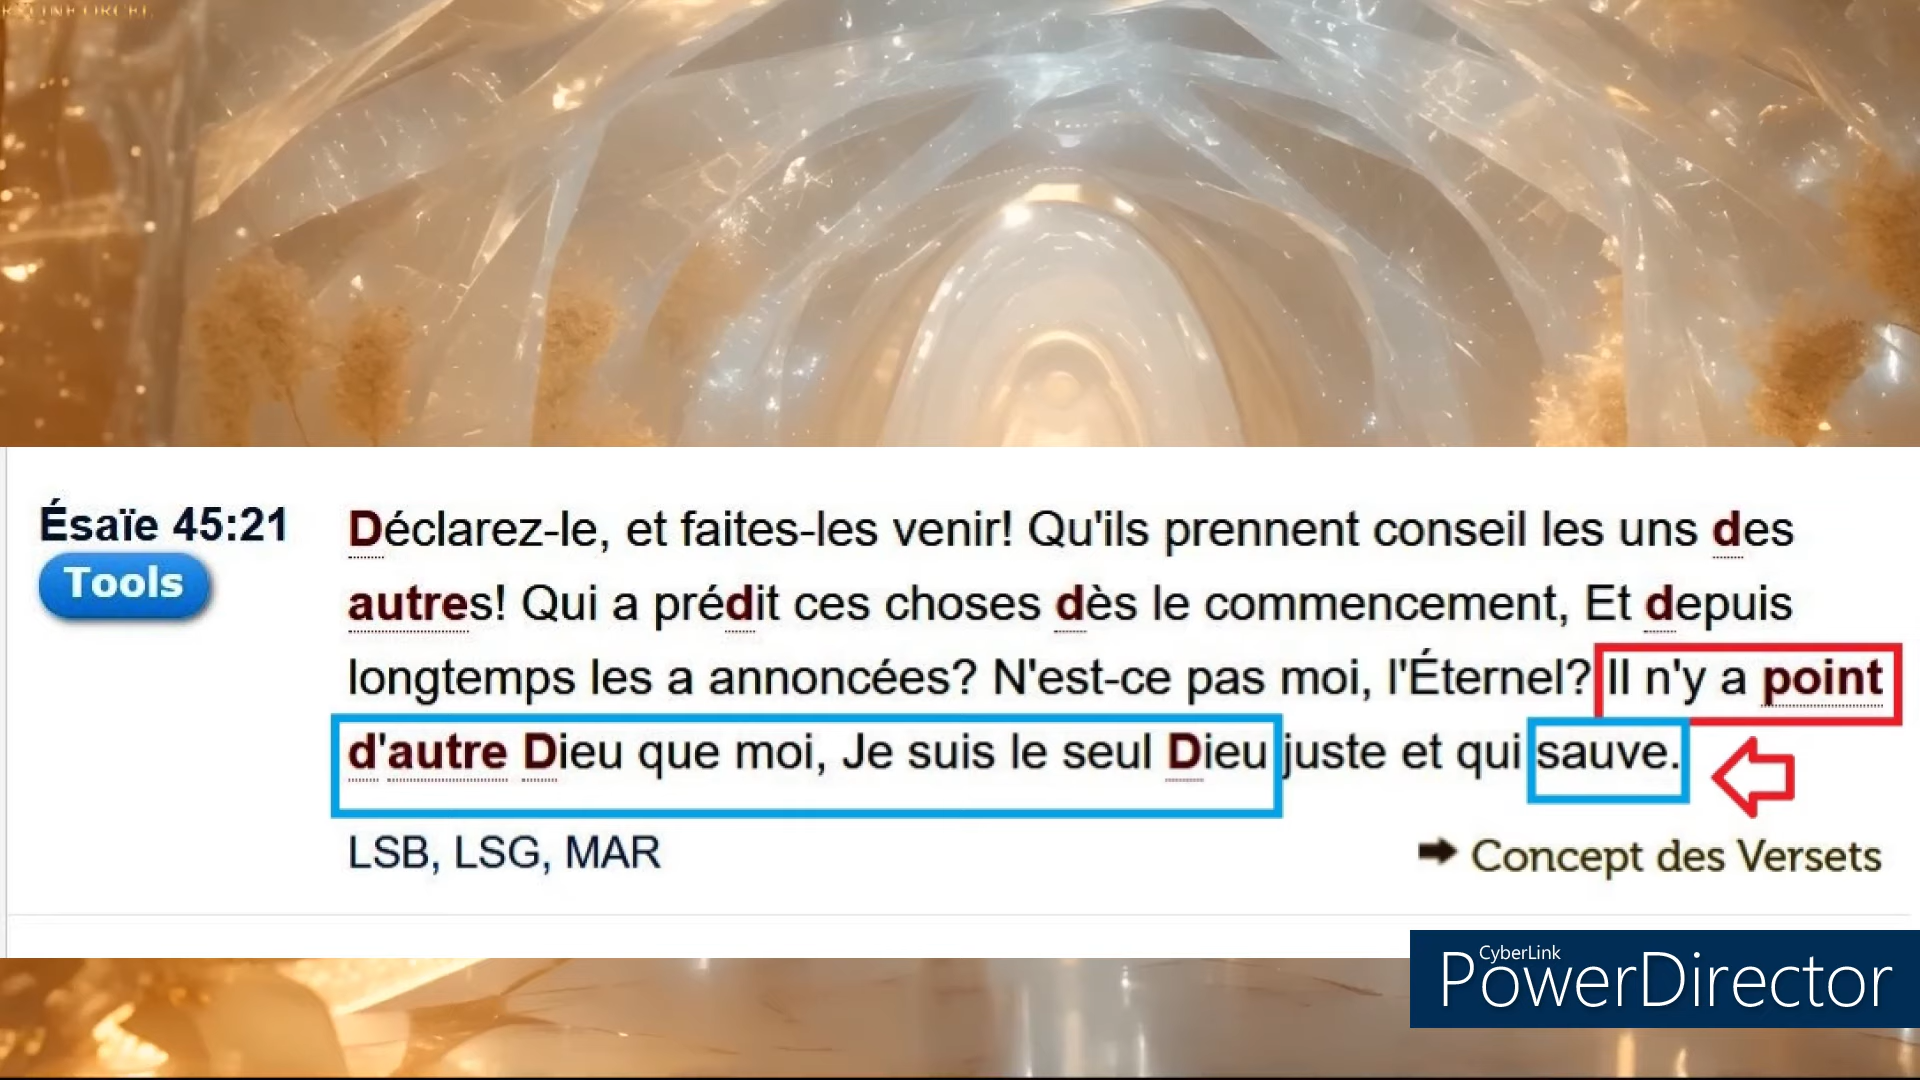 Ésaïe 45:21
Tools
Déclarez-le, et faites-les venir! Qu'ils prennent conseil les uns des
autres! Qui a prédit ces choses dès le commencement, Et depuis
longtemps les a annoncées? N'est-ce pas moi, l'Éternel? Il n'y a point
d'autre Dieu que moi, Je suis le seul Dieu juste et qui sauve.
LSB, LSG, MAR
➡ Concept des Versets
CyberLink
PowerDirector